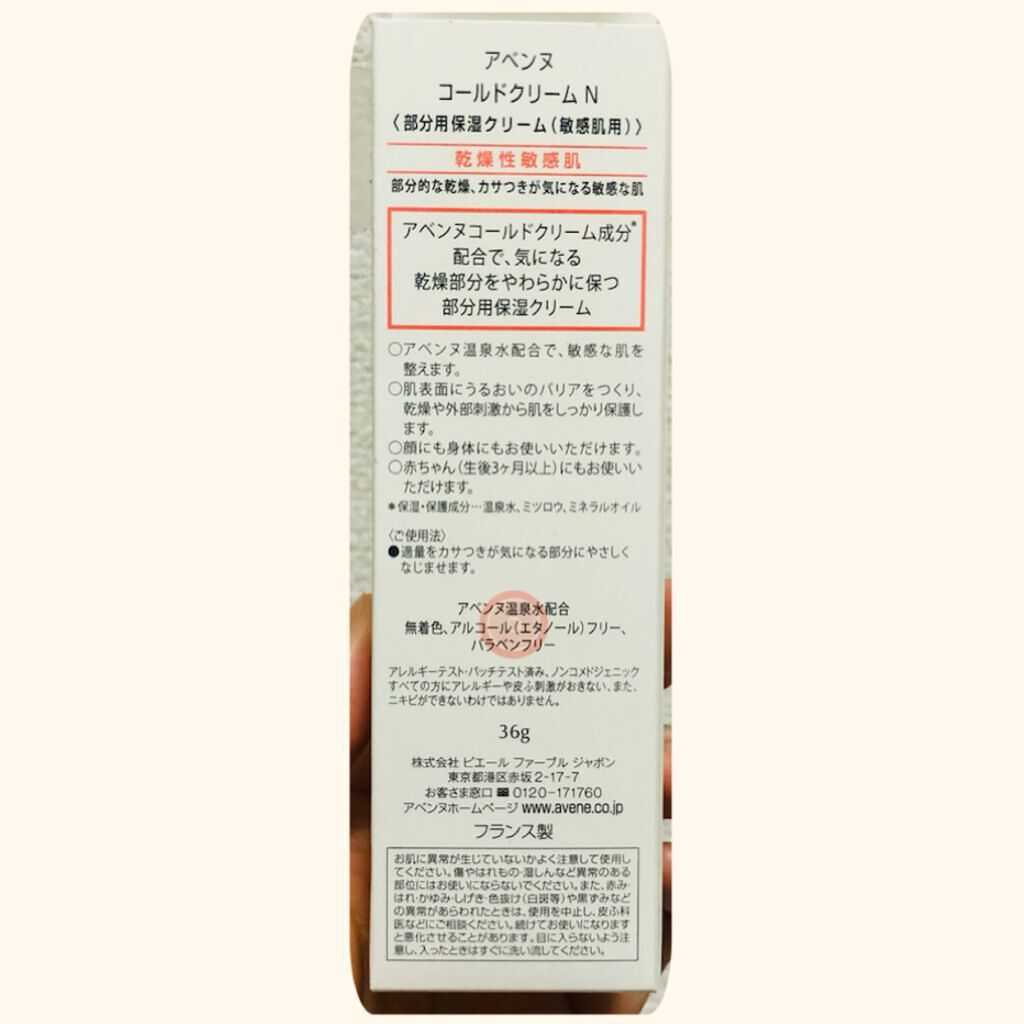 アベンヌ
コールドクリーム N
〈部分用保湿クリーム(敏感肌用)〉
乾燥性敏感肌
部分的な乾燥、カサつきが気になる敏感な肌
アベンヌコールドクリーム成分*
配合で、気になる
乾燥部分をやわらかに保つ
部分用保湿クリーム
○アベンヌ温泉水配合で、敏感な肌を
整えます。
○肌表面にうるおいのバリアをつくり、
乾燥や外部刺激から肌をしっかり保護し
ます。
○顔にも身体にもお使いいただけます。
○赤ちゃん(生後3ヶ月以上)にもお使いい
ただけます。
*保湿・保護成分…温泉水、ミツロウ、ミネラルオイル
〈ご使用法〉
●適量をカサつきが気になる部分にやさしく
なじませます。
アベンヌ温泉水配合
無着色、アルコール(エタノール)フリー、
パラベンフリー
アレルギーテスト・パッチテスト済み、ノンコメドジェニック
すべての方にアレルギーや皮ふ刺激がおきない、また、
ニキビができないわけではありません。
36g
株式会社 ピエール ファーブル ジャポン
東京都港区赤坂2-17-7
お客さま窓口 ☎ 0120-171760
アベンヌホームページ www.avene.co.jp
フランス製
お肌に異常が生じていないかよく注意して使用し
てください。傷やはれもの・湿しんなど異常のある
部位にはお使いにならないでください。また、赤み・
はれ・かゆみ・しげき・色抜け(白斑等)や黒ずみなど
の異常があらわれたときは、使用を中止し、皮ふ科
医などにご相談ください。続けてお使いになります
と悪化させることがあります。目に入らないよう注
意し、入ったときはすぐに洗い流してください。